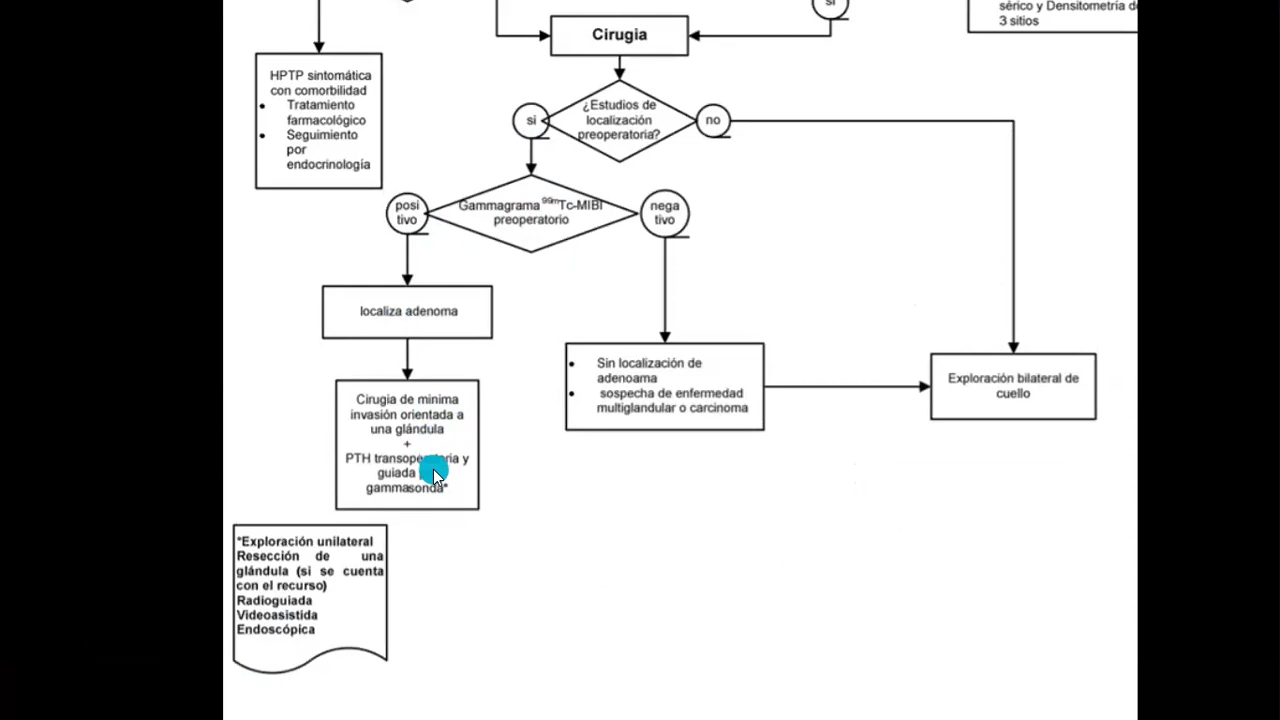 si
sérico y Densitometría d
3 sitios
Cirugia
HPTP sintomática
con comorbilidad
• Tratamiento
farmacológico
• Seguimiento
por
endocrinología
¿Estudios de
localización
preoperatoria?
si
no
Gammagrama 99mTc-MIBI
preoperatorio
posi
tivo
nega
tivo
localiza adenoma
• Sin localización de
adenoama
• sospecha de enfermedad
multiglandular o carcinoma
Exploración bilateral de
cuello
Cirugia de minima
invasión orientada a
una glándula
+
PTH y
guiada
gammasonda*
*Exploración unilateral
Resección de una
glándula (si se cuenta
con el recurso)
Radioguiada
Videoasistida
Endoscópica